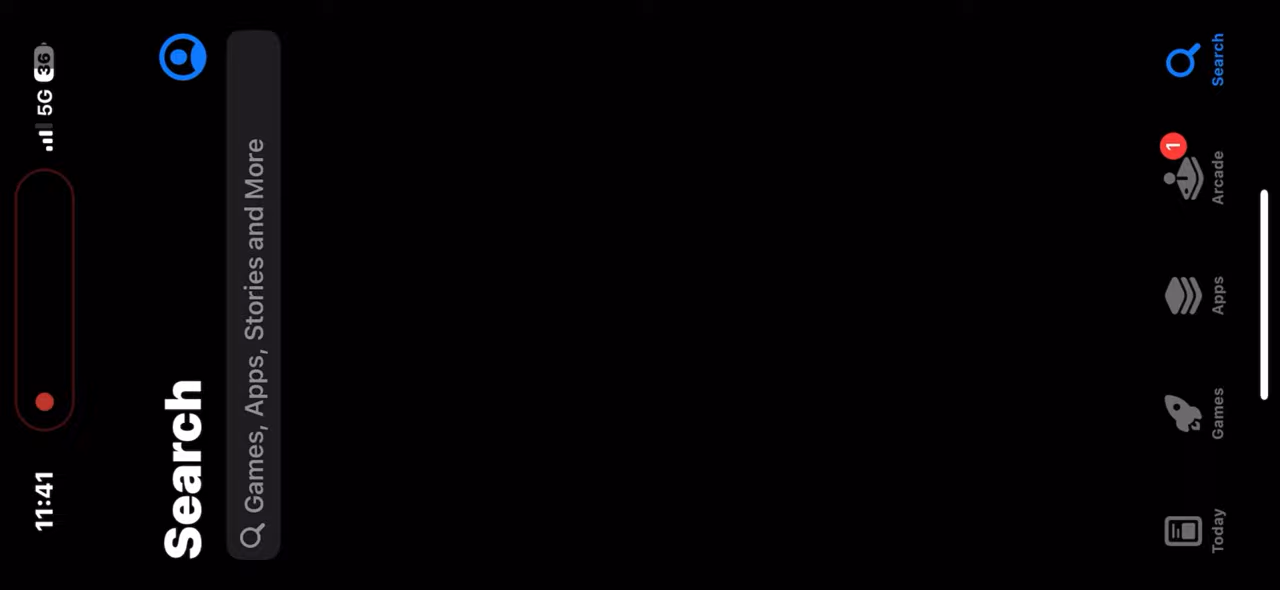 11:41
5G 36
Search
Games, Apps, Stories and More
Today
Games
Apps
Arcade
1
Search